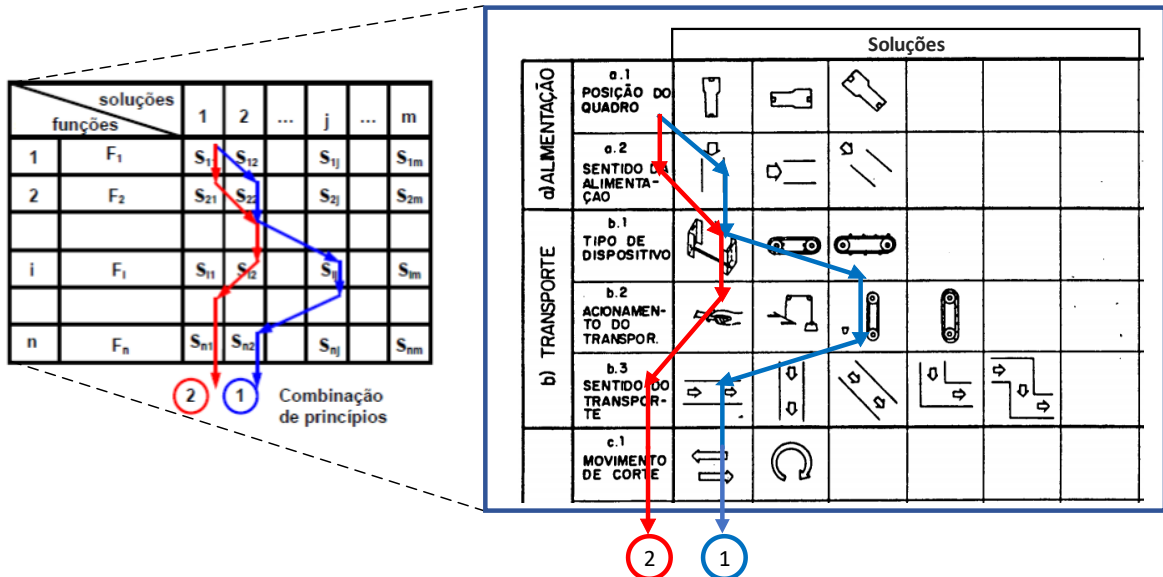 soluções
funções
1 2 ... j ... m
1 F1 S11 S12 S1j S1m
2 F2 S21 S22 S2j S2m
i Fi Si1 Si2 Sij Sim
n Fn Sn1 Sn2 Snj Snm
2 1 Combinação
de princípios
Soluções
a) ALIMENTAÇÃO
a.1
POSIÇÃO DO
QUADRO
a.2
SENTIDO DA
ALIMENTA-
ÇAO
b) TRANSPORTE
b.1
TIPO DE
DISPOSITIVO
b.2
ACIONAMEN-
TO DO
TRANSPOR.
b.3
SENTIDO DO
TRANSPOR-
TE
c.1
MOVIMENTO
DE CORTE
2 1